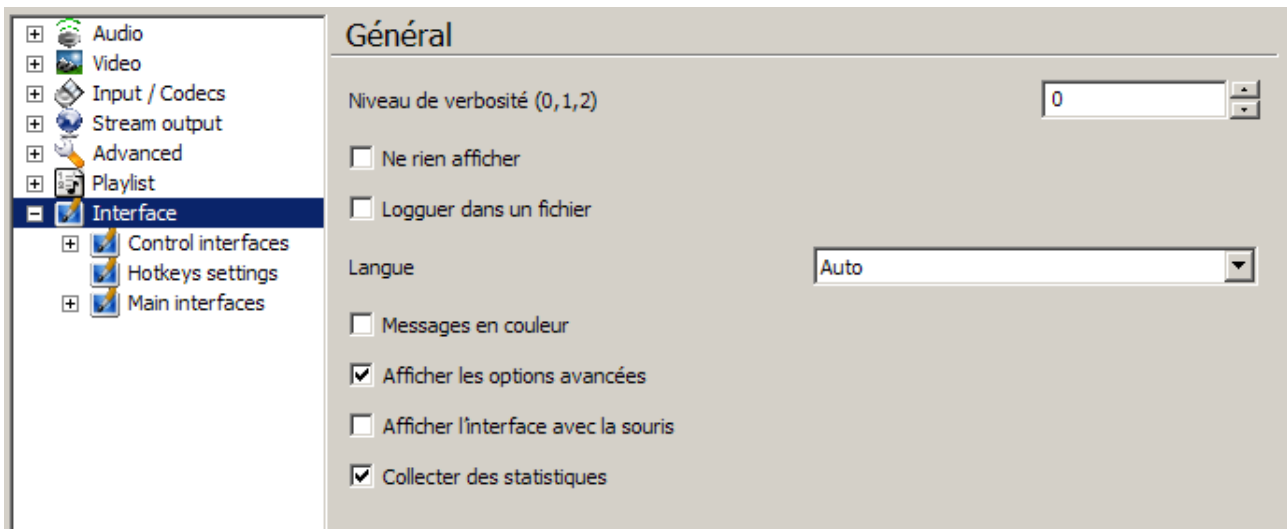 Audio
Video
Input / Codecs
Stream output
Advanced
Playlist
Interface
Control interfaces
Hotkeys settings
Main interfaces
Général
Niveau de verbosité (0,1,2)
0
Ne rien afficher
Logguer dans un fichier
Langue
Auto
Messages en couleur
Afficher les options avancées
Afficher l'interface avec la souris
Collecter des statistiques